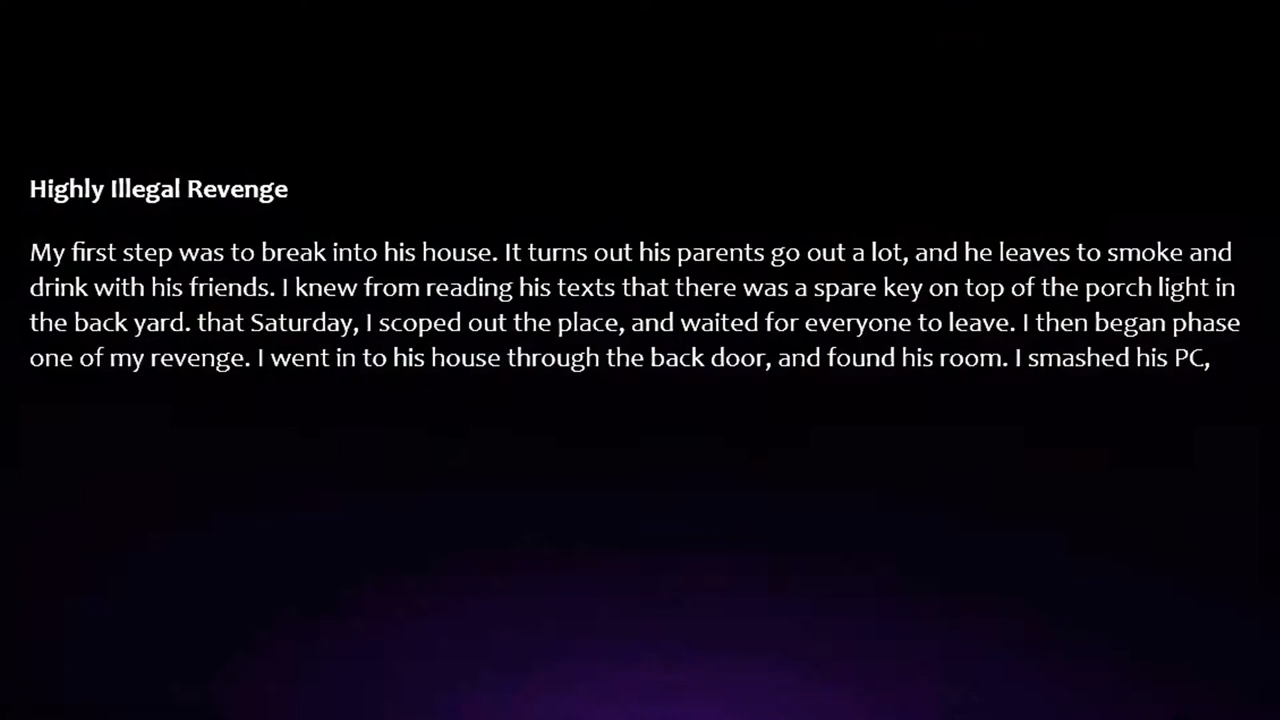 Highly Illegal Revenge
My first step was to break into his house. It turns out his parents go out a lot, and he leaves to smoke and
drink with his friends. I knew from reading his texts that there was a spare key on top of the porch light in
the back yard. that Saturday, I scoped out the place, and waited for everyone to leave. I then began phase
one of my revenge. I went in to his house through the back door, and found his room. I smashed his PC,